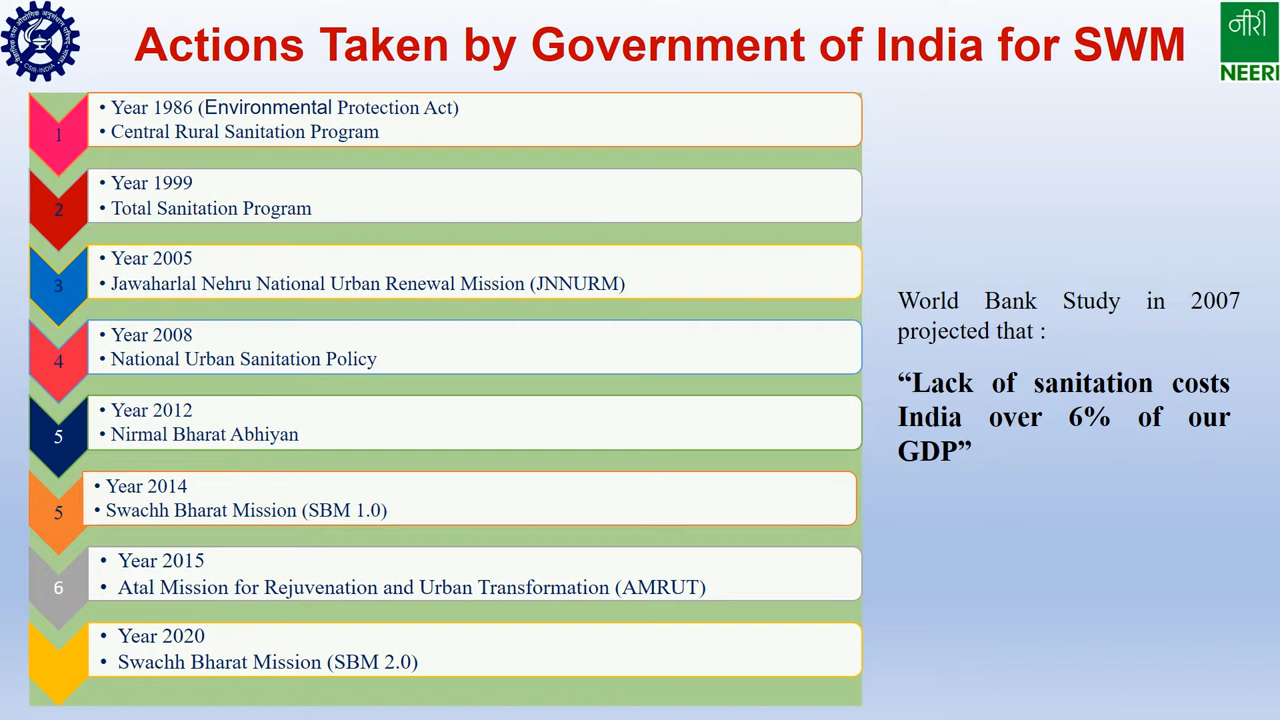 Actions Taken by Government of India for SWM
नीरी
NEERI
CSIR-INDIA
1
• Year 1986 (Environmental Protection Act)
• Central Rural Sanitation Program
2
• Year 1999
• Total Sanitation Program
3
• Year 2005
• Jawaharlal Nehru National Urban Renewal Mission (JNNURM)
4
• Year 2008
• National Urban Sanitation Policy
5
• Year 2012
• Nirmal Bharat Abhiyan
5
• Year 2014
• Swachh Bharat Mission (SBM 1.0)
6
• Year 2015
• Atal Mission for Rejuvenation and Urban Transformation (AMRUT)
• Year 2020
• Swachh Bharat Mission (SBM 2.0)
World Bank Study in 2007
projected that :
“Lack of sanitation costs
India over 6% of our
GDP”